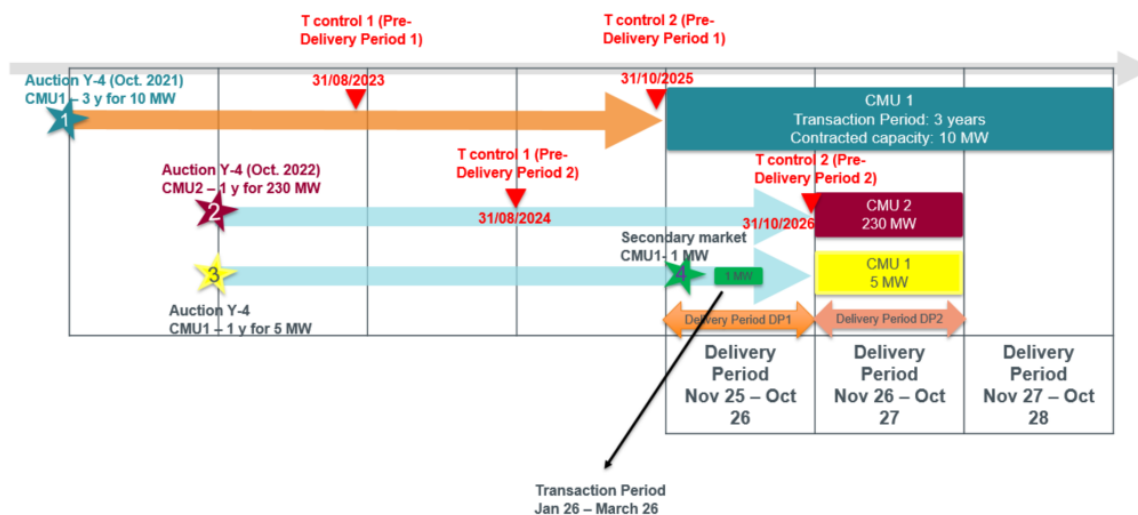 T control 1 (Pre-
Delivery Period 1)
T control 2 (Pre-
Delivery Period 1)
Auction Y-4 (Oct. 2021)
CMU1 – 3 y for 10 MW
31/08/2023
31/10/2025
1
CMU 1
Transaction Period: 3 years
Contracted capacity: 10 MW
Auction Y-4 (Oct. 2022)
CMU2 – 1 y for 230 MW
T control 1 (Pre-
Delivery Period 2)
T control 2 (Pre-
Delivery Period 2)
2
31/08/2024
31/10/2026
CMU 2
230 MW
Secondary market
CMU1- 1 MW
3
4
1 MW
CMU 1
5 MW
Auction Y-4
CMU1 – 1 y for 5 MW
Delivery Period DP1
Delivery Period DP2
Delivery
Period
Nov 25 – Oct
26
Delivery
Period
Nov 26 – Oct
27
Delivery
Period
Nov 27 – Oct
28
Transaction Period
Jan 26 – March 26